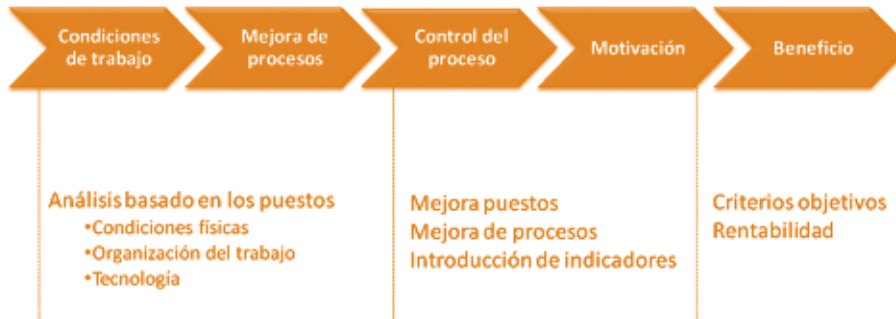 Condiciones
de trabajo
Mejora de
procesos
Control del
proceso
Motivación
Beneficio
Análisis basado en los puestos
•Condiciones físicas
•Organización del trabajo
•Tecnología
Mejora puestos
Mejora de procesos
Introducción de indicadores
Criterios objetivos
Rentabilidad